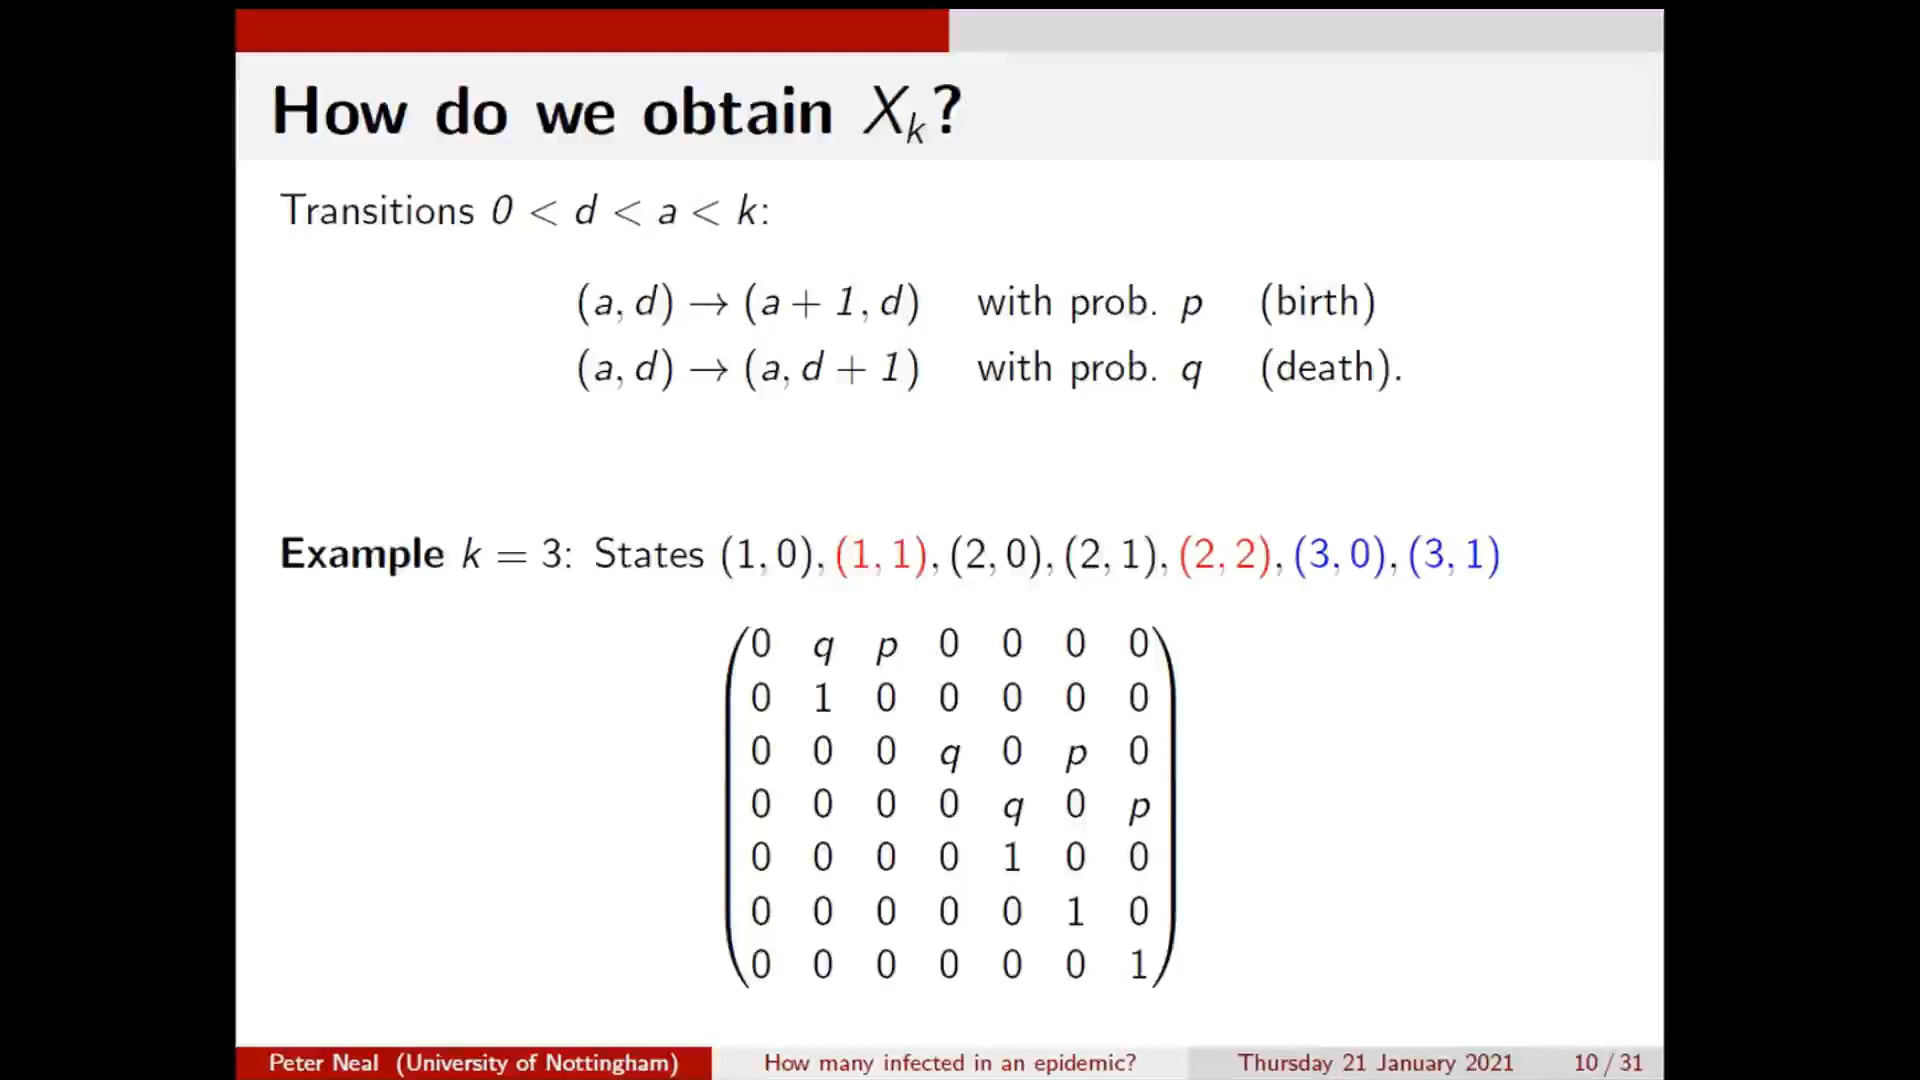 How do we obtain Xₖ?
Transitions 0 < d < a < k:
(a, d) → (a + 1, d) with prob. p (birth)
(a, d) → (a, d + 1) with prob. q (death).
Example k = 3: States (1, 0), (1, 1), (2, 0), (2, 1), (2, 2), (3, 0), (3, 1)
0 q p 0 0 0 0
0 1 0 0 0 0 0
0 0 0 q 0 p 0
0 0 0 0 q 0 p
0 0 0 0 1 0 0
0 0 0 0 0 1 0
0 0 0 0 0 0 1
Peter Neal (University of Nottingham) How many infected in an epidemic? Thursday 21 January 2021 10 / 31